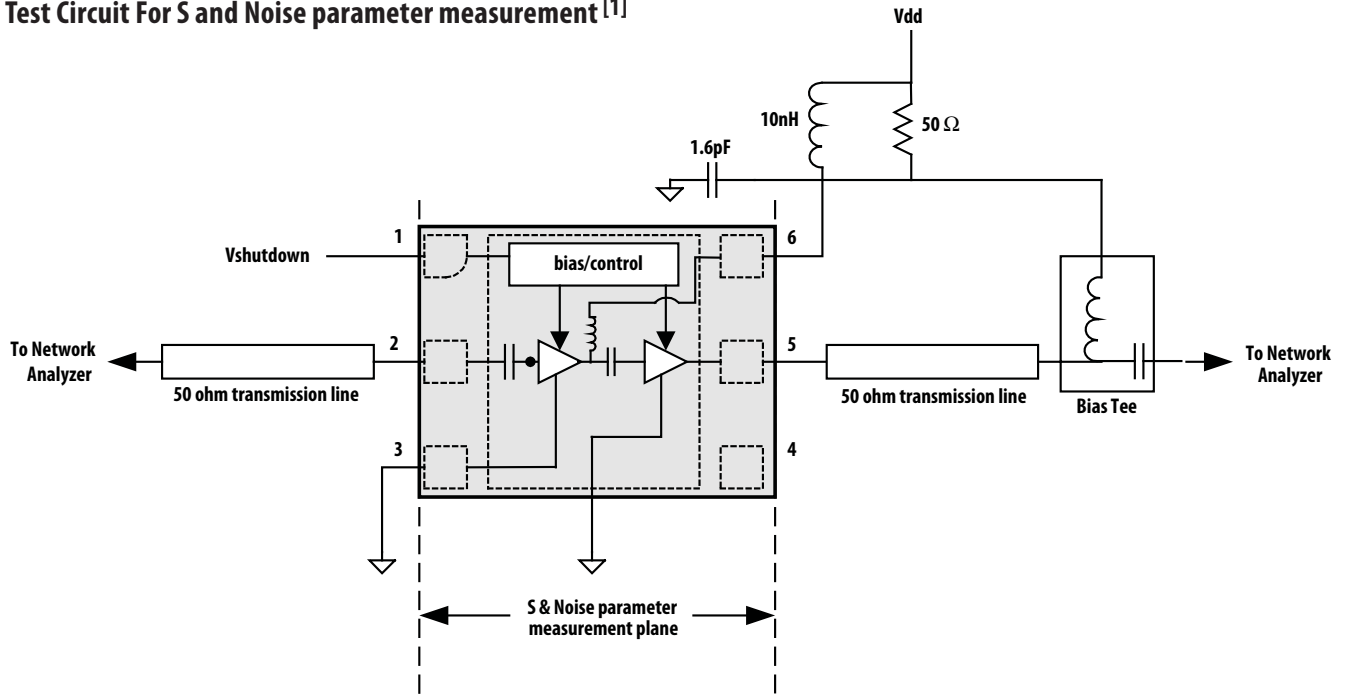 Test Circuit For S and Noise parameter measurement [1]
Vdd
10nH
50 Ω
1.6pF
1
6
Vshutdown
bias/control
2
5
To Network
Analyzer
50 ohm transmission line
50 ohm transmission line
Bias Tee
To Network
Analyzer
3
4
S & Noise parameter
measurement plane